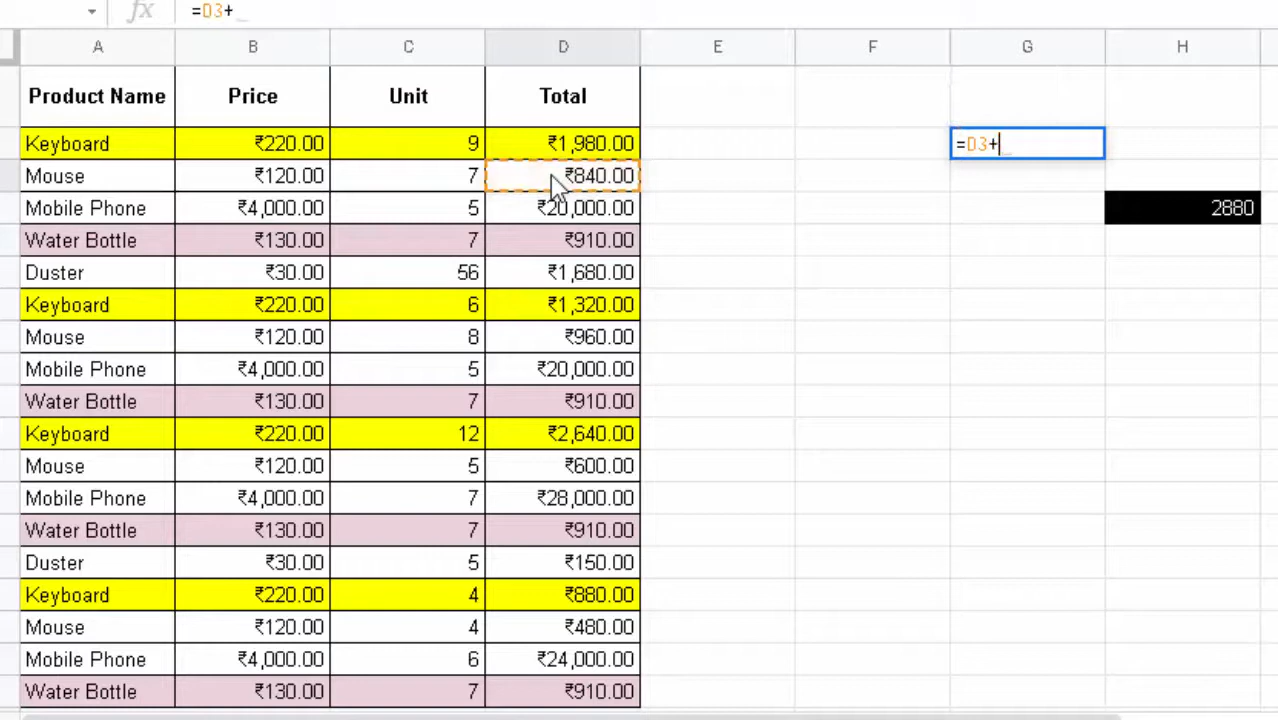 fx =D3+
A B C D E F G H
Product Name Price Unit Total
Keyboard ₹220.00 9 ₹1,980.00 =D3+
Mouse ₹120.00 7 ₹840.00
Mobile Phone ₹4,000.00 5 ₹20,000.00 2880
Water Bottle ₹130.00 7 ₹910.00
Duster ₹30.00 56 ₹1,680.00
Keyboard ₹220.00 6 ₹1,320.00
Mouse ₹120.00 8 ₹960.00
Mobile Phone ₹4,000.00 5 ₹20,000.00
Water Bottle ₹130.00 7 ₹910.00
Keyboard ₹220.00 12 ₹2,640.00
Mouse ₹120.00 5 ₹600.00
Mobile Phone ₹4,000.00 7 ₹28,000.00
Water Bottle ₹130.00 7 ₹910.00
Duster ₹30.00 5 ₹150.00
Keyboard ₹220.00 4 ₹880.00
Mouse ₹120.00 4 ₹480.00
Mobile Phone ₹4,000.00 6 ₹24,000.00
Water Bottle ₹130.00 7 ₹910.00